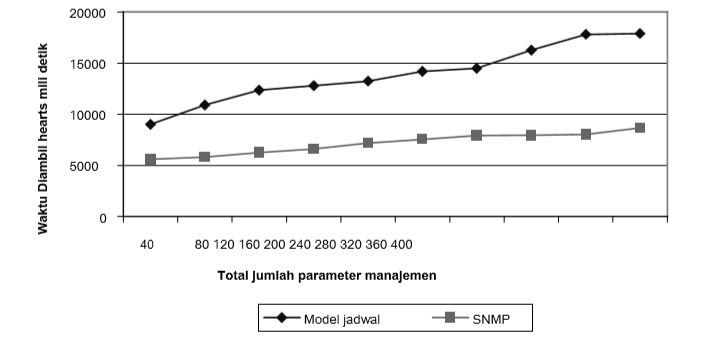 20000
15000
10000
5000
0
Waktu Diambil hearts mili detik
40 80 120 160 200 240 280 320 360 400
Total jumlah parameter manajemen
Model jadwal SNMP